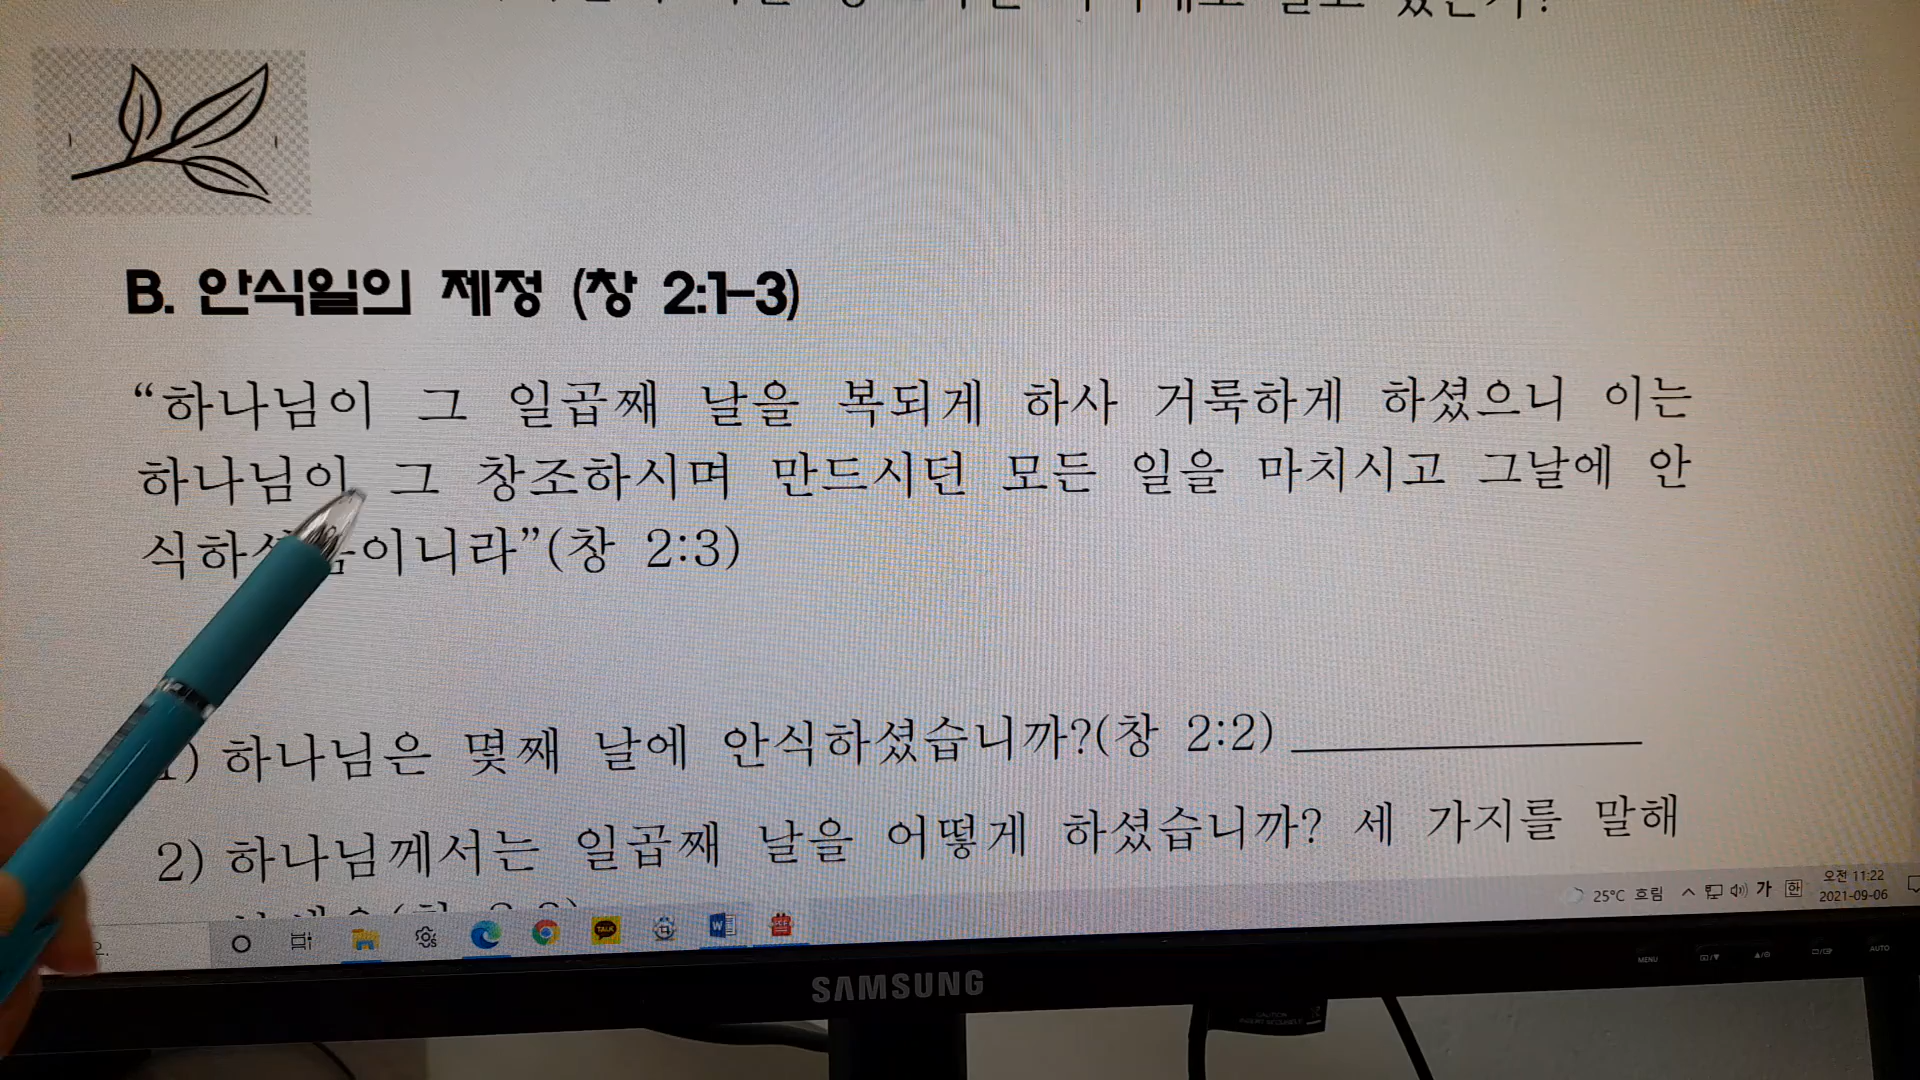 B. 안식일의 제정 (창 2:1-3)
“하나님이 그 일곱째 날을 복되게 하사 거룩하게 하셨으니 이는
하나님이 그 창조하시며 만드시던 모든 일을 마치시고 그날에 안
식하 이니라”(창 2:3)
1) 하나님은 몇째 날에 안식하셨습니까?(창 2:2)
2) 하나님께서는 일곱째 날을 어떻게 하셨습니까? 세 가지를 말해
25°C 흐림 가 한 오전 11:22
2021-09-06
TALK
W
SAMSUNG
MENU
AUTO